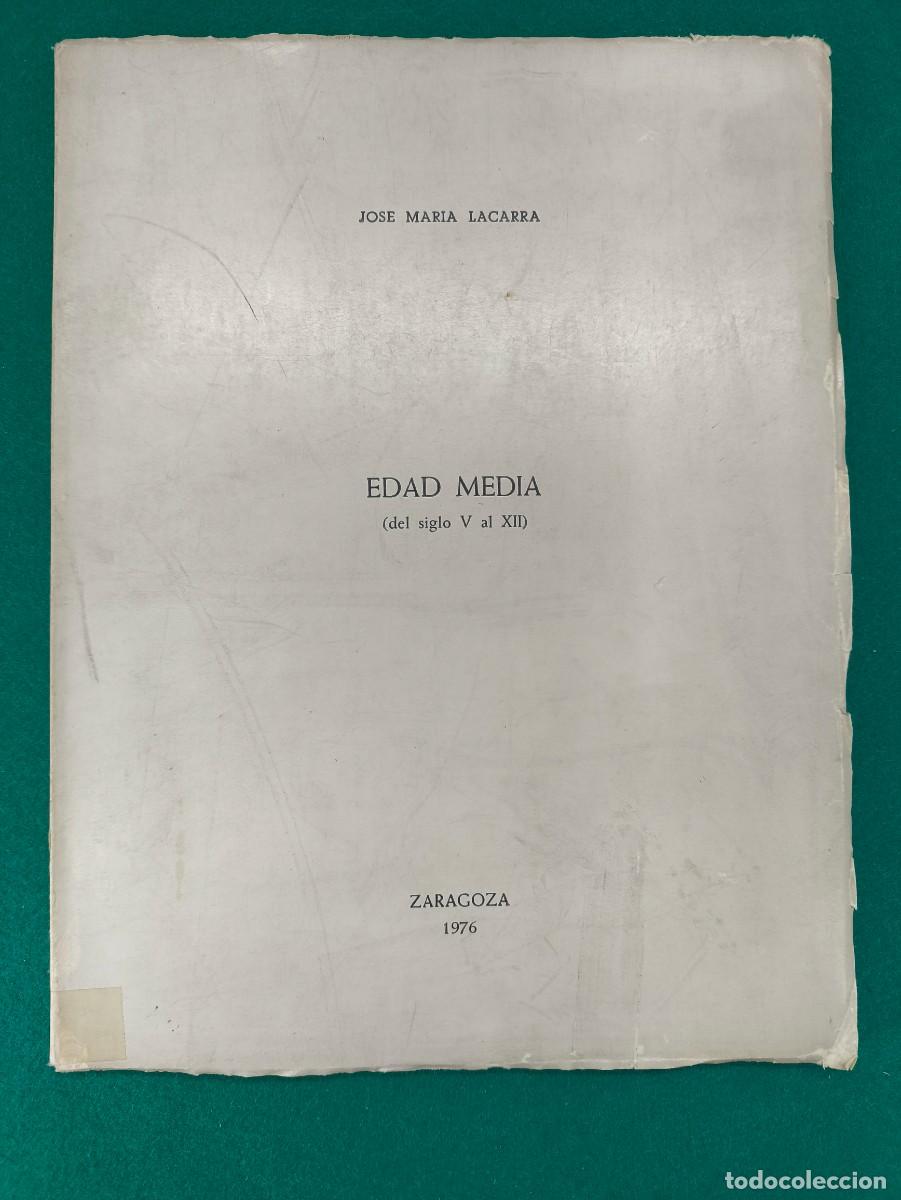 JOSE MARIA LACARRA
EDAD MEDIA
(del siglo V al XII)
ZARAGOZA
1976
todocoleccion